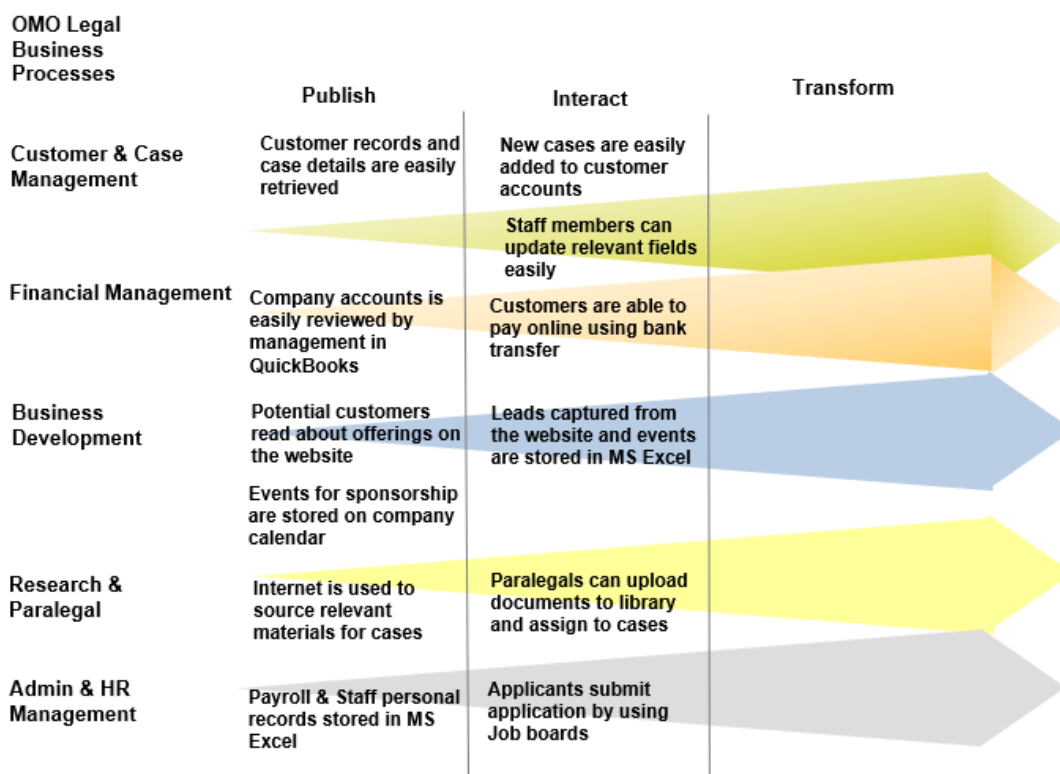 OMO Legal
Business
Processes
Publish
Interact
Transform
Customer & Case
Management
Customer records and
case details are easily
retrieved
New cases are easily
added to customer
accounts
Staff members can
update relevant fields
easily
Financial Management
Company accounts is
easily reviewed by
management in
QuickBooks
Customers are able to
pay online using bank
transfer
Business
Development
Potential customers
read about offerings on
the website
Leads captured from
the website and events
are stored in MS Excel
Events for sponsorship
are stored on company
calendar
Research &
Paralegal
Internet is used to
source relevant
materials for cases
Paralegals can upload
documents to library
and assign to cases
Admin & HR
Management
Payroll & Staff personal
records stored in MS
Excel
Applicants submit
application by using
Job boards